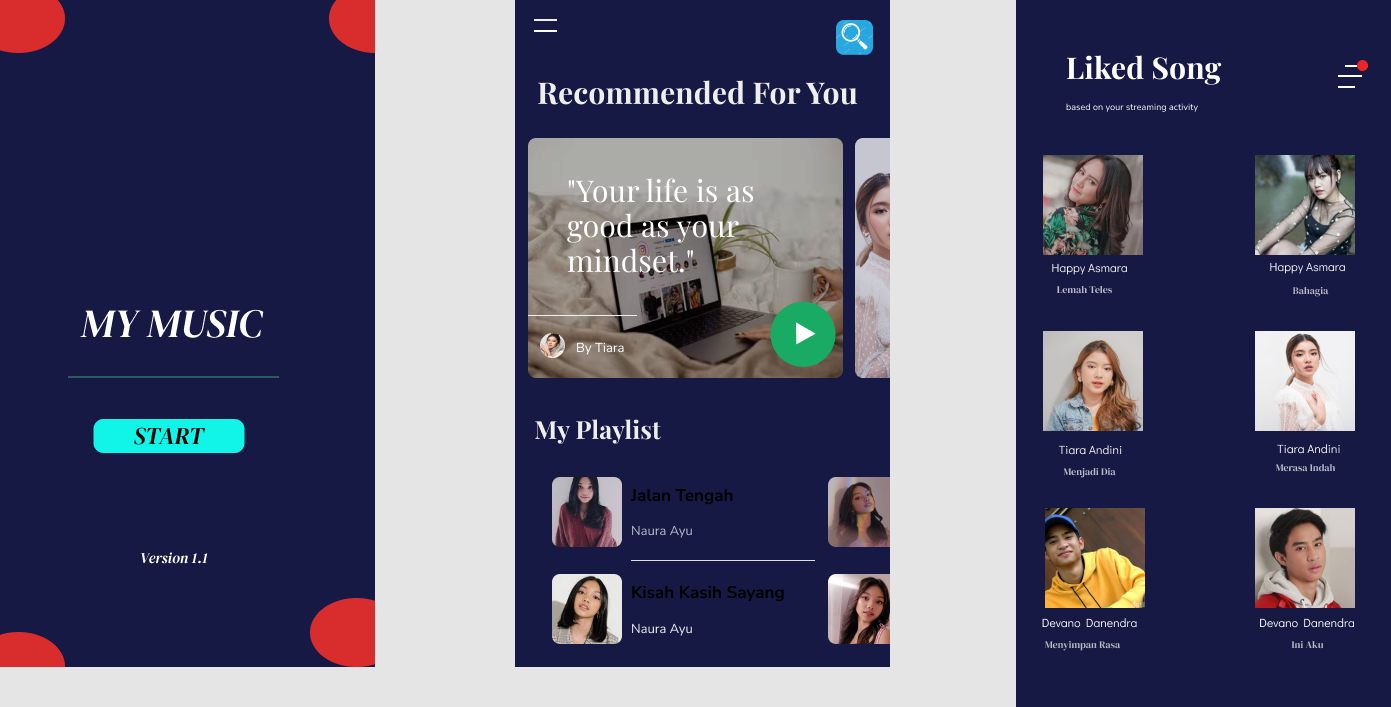 MY MUSIC
START
Version 1.1
Recommended For You
"Your life is as
good as your
mindset."
By Tiara
My Playlist
Jalan Tengah
Naura Ayu
Kisah Kasih Sayang
Naura Ayu
Liked Song
based on your streaming activity
Happy Asmara
Lemah Teles
Happy Asmara
Bahagia
Tiara Andini
Menjadi Dia
Tiara Andini
Merasa Indah
Devano Danendra
Menyimpan Rasa
Devano Danendra
Ini Aku